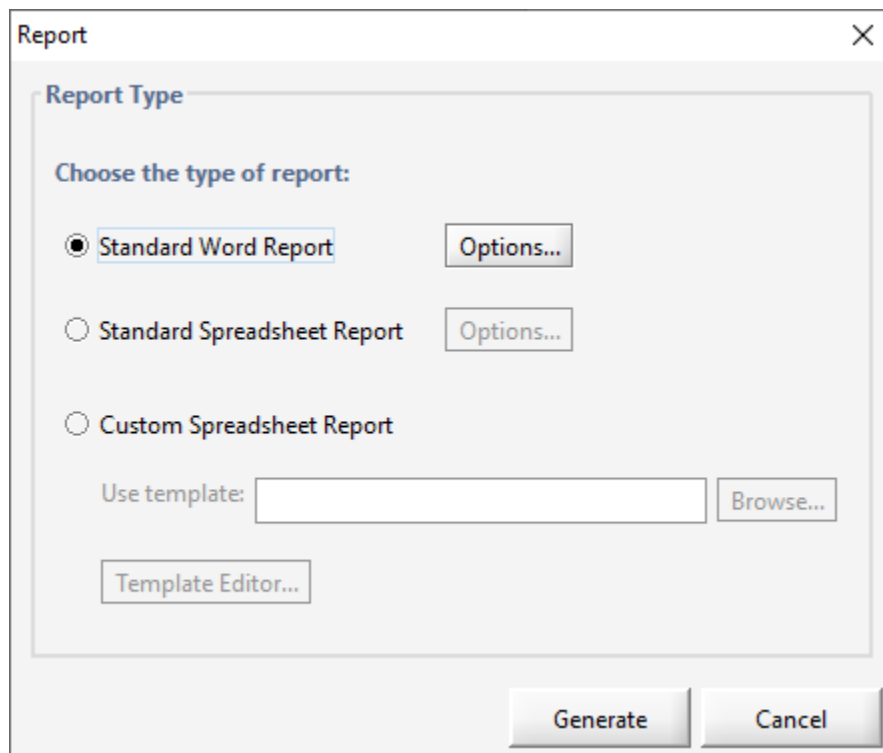 Report
Report Type
Choose the type of report:
Standard Word Report Options...
Standard Spreadsheet Report Options...
Custom Spreadsheet Report
Use template: Browse...
Template Editor...
Generate Cancel